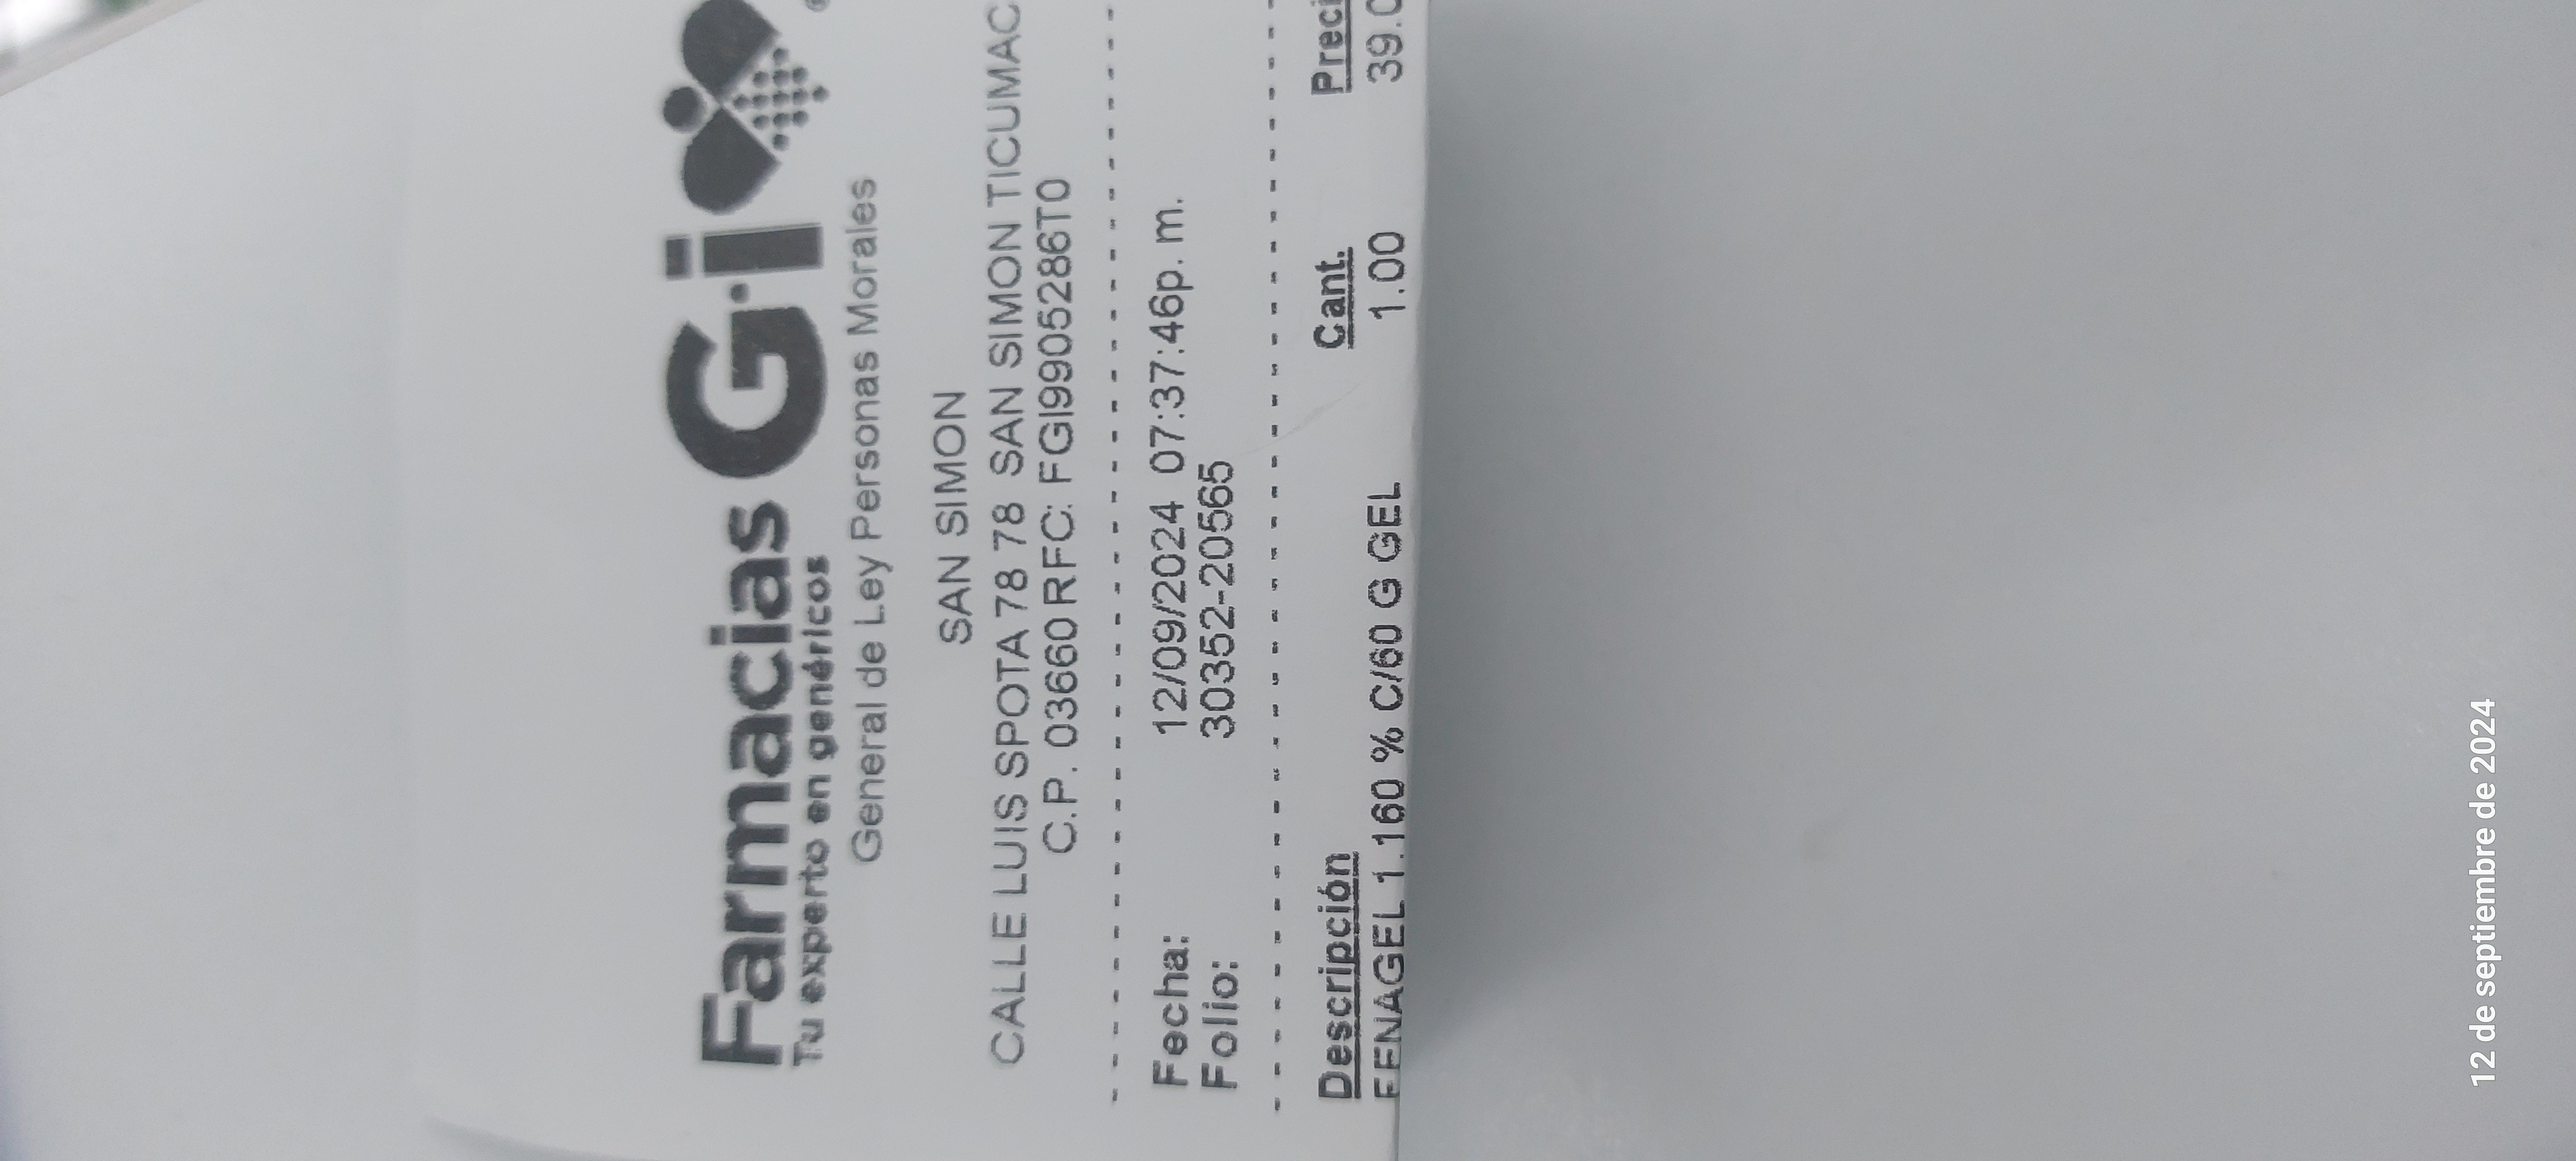 Farmacias G·i
Tu experto en genéricos
General de Ley Personas Morales
SAN SIMON
CALLE LUIS SPOTA 78 78 SAN SIMON TICUMAC
C.P. 03660 RFC: FGI9905286T0
Fecha: 12/09/2024 07:37:46p. m.
Folio: 30352-20565
Descripción Cant. Preci
FENAGEL 1.160 % C/60 G GEL 1.00 39.0
12 de septiembre de 2024